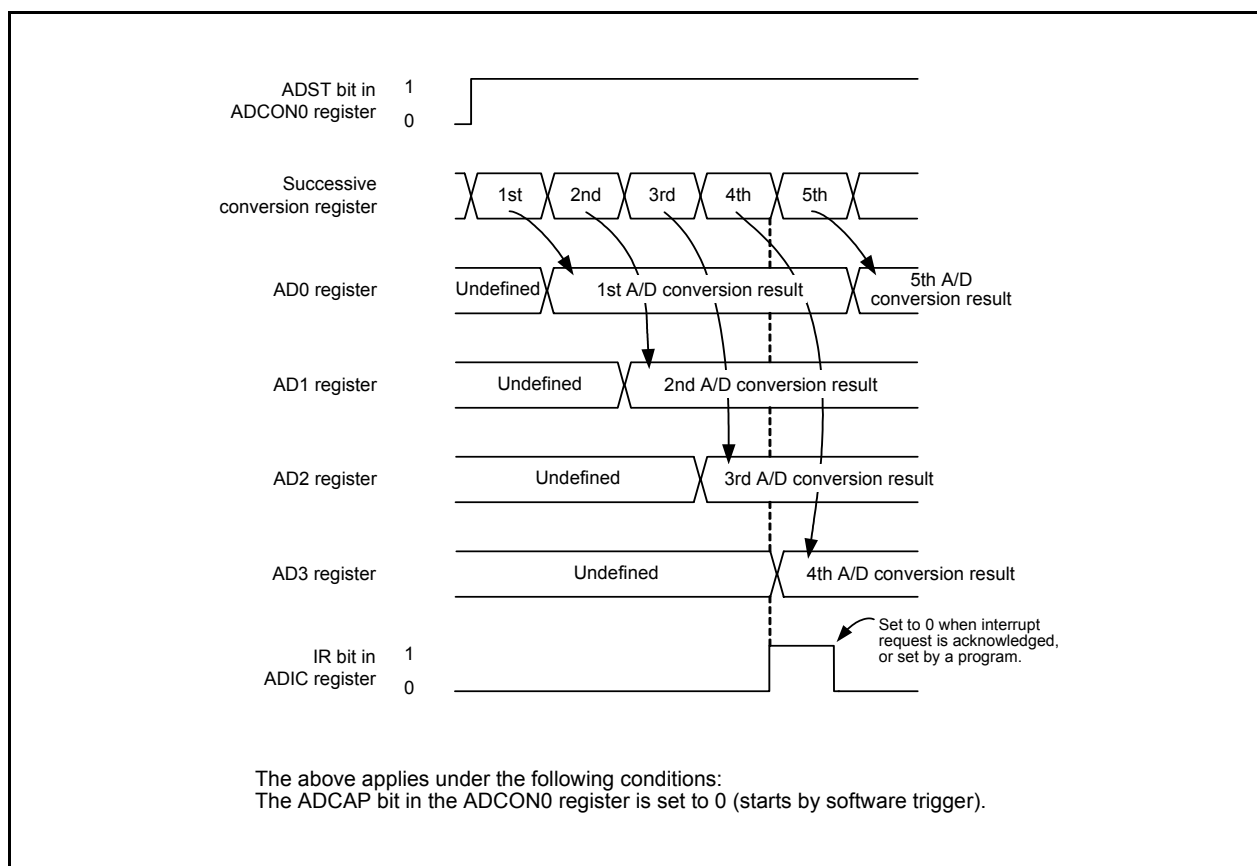 ADST bit in
ADCON0 register
1
0
Successive
conversion register
1st
2nd
3rd
4th
5th
AD0 register
Undefined
1st A/D conversion result
5th A/D
conversion result
AD1 register
Undefined
2nd A/D conversion result
AD2 register
Undefined
3rd A/D conversion result
AD3 register
Undefined
4th A/D conversion result
IR bit in
ADIC register
1
0
Set to 0 when interrupt
request is acknowledged,
or set by a program.
The above applies under the following conditions:
The ADCAP bit in the ADCON0 register is set to 0 (starts by software trigger).